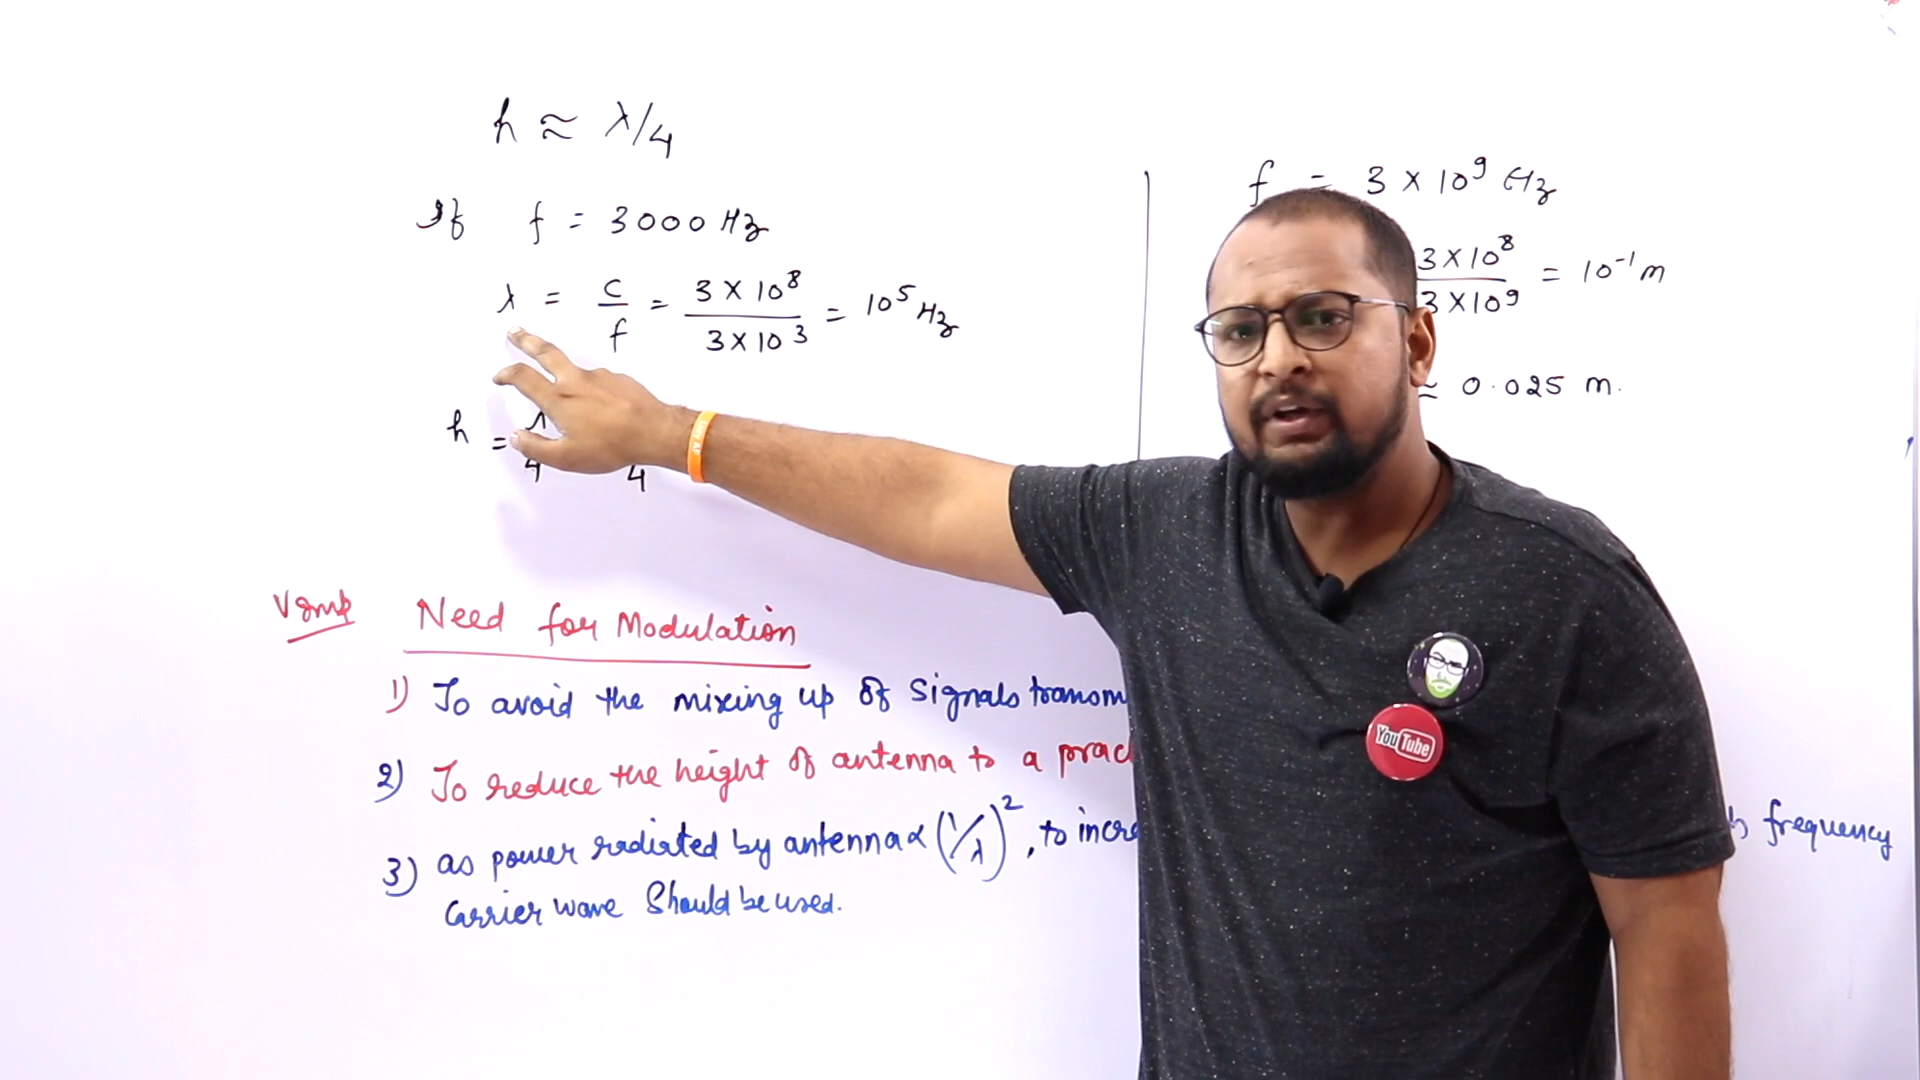 h ≈ λ/4
If f = 3000 Hz
λ = c/f = 3 × 10⁸ / 3 × 10³ = 10⁵ Hz
h = λ/4 4
f = 3 × 10⁹ Hz
3 × 10⁸ / 3 × 10⁹ = 10⁻¹ m
≈ 0.025 m.
VImp Need for Modulation
1) To avoid the mixing up of signals transm
2) To reduce the height of antenna to a prac
3) as power radiated by antenna ∝ (1/λ)², to incre frequency
Carrier wave Should be used.
YouTube